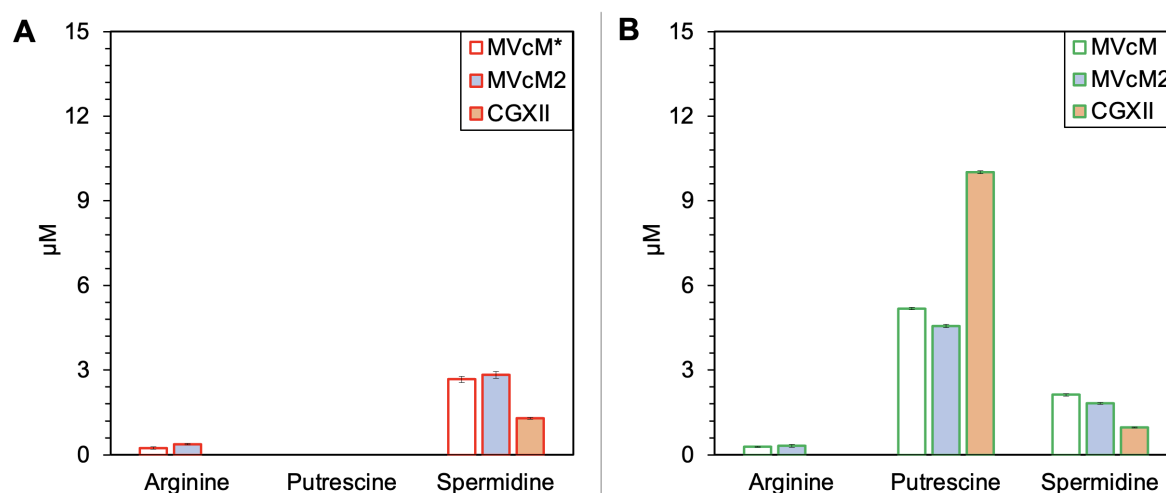 A
15
12
9
6
3
0
µM
MVcM*
MVcM2
CGXII
Arginine Putrescine Spermidine
B
15
12
9
6
3
0
µM
MVcM
MVcM2
CGXII
Arginine Putrescine Spermidine